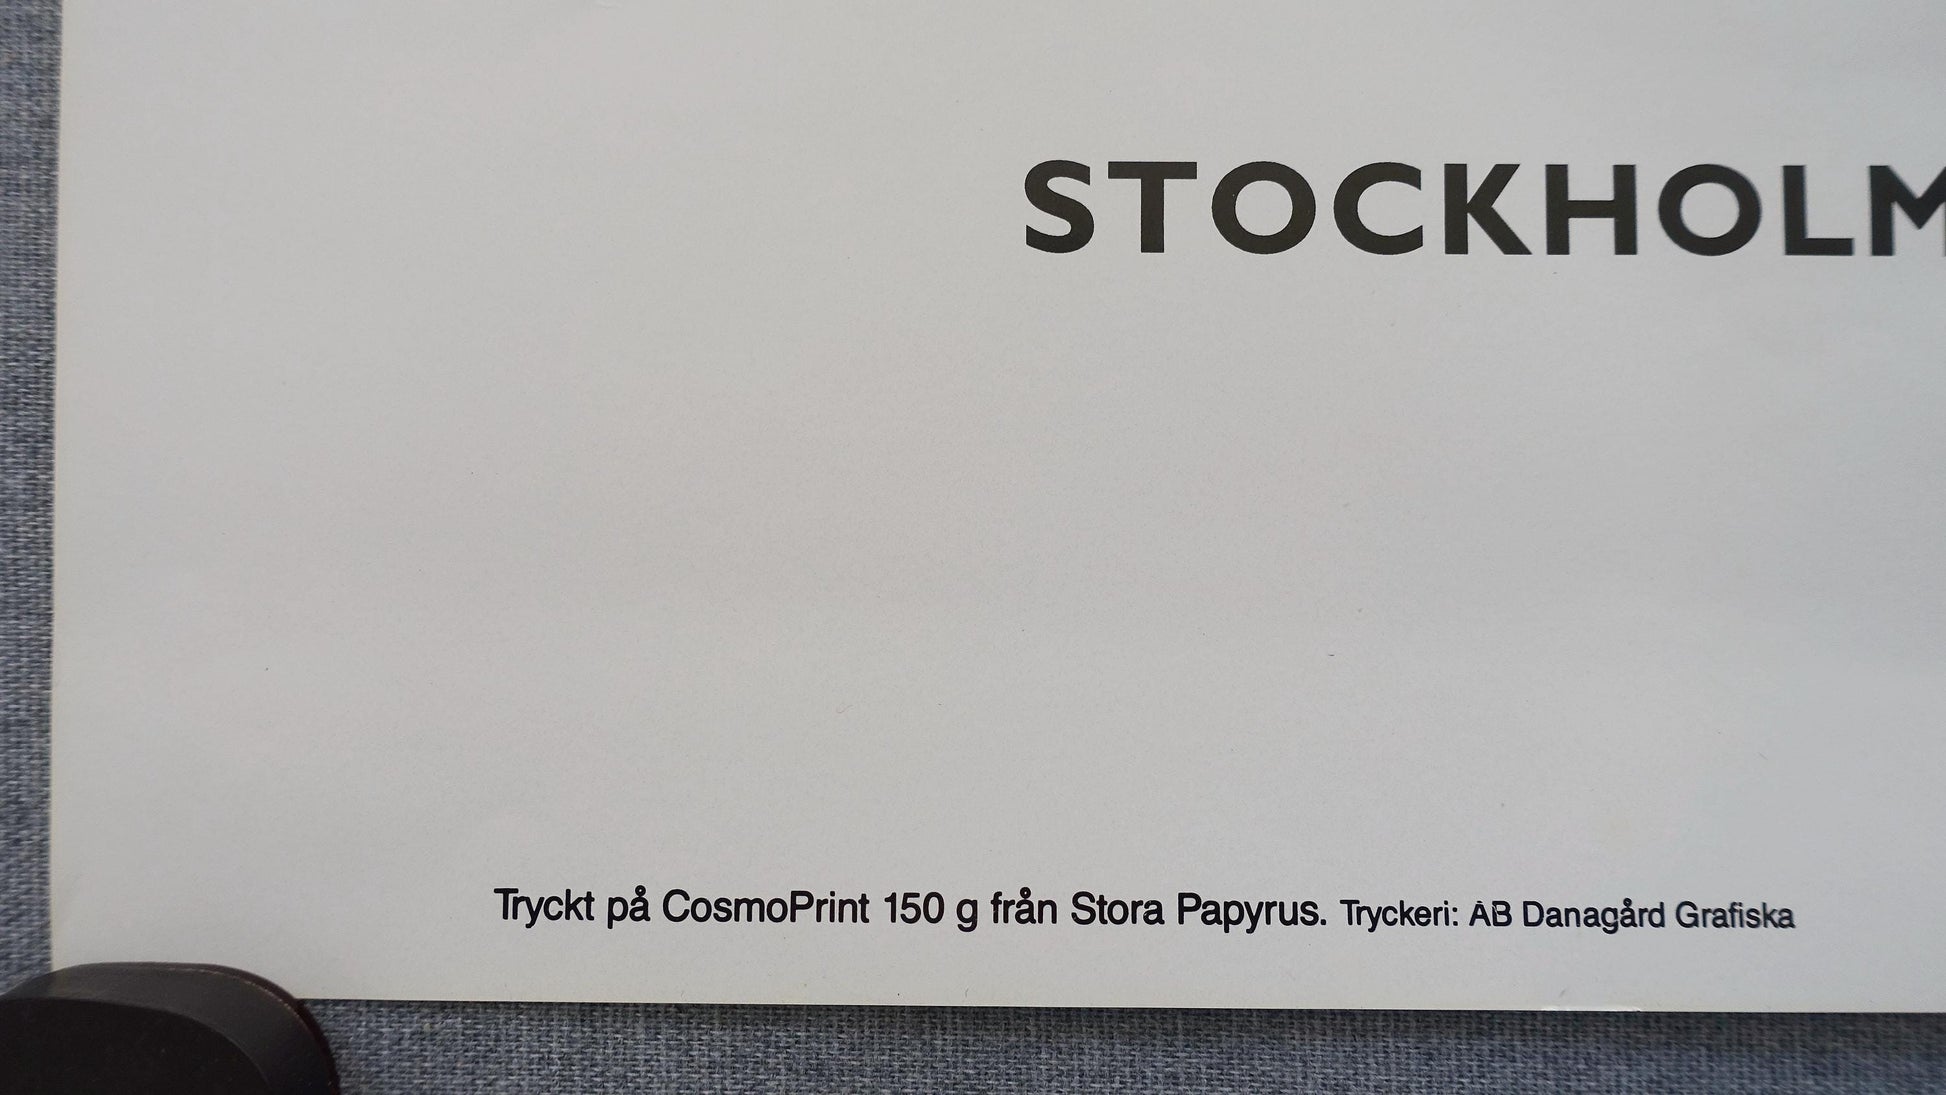 STOCKHOLM
Tryckt på CosmoPrint 150 g från Stora Papyrus. Tryckeri: AB Danagård Grafiska